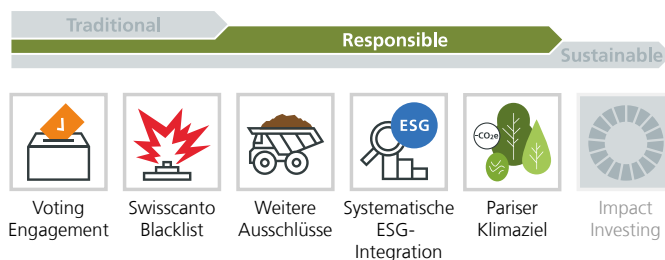 Traditional
Responsible
Sustainable
ESG
-CO₂e
Voting
Engagement
Swisscanto
Blacklist
Weitere
Ausschlüsse
Systematische
ESG-
Integration
Pariser
Klimaziel
Impact
Investing